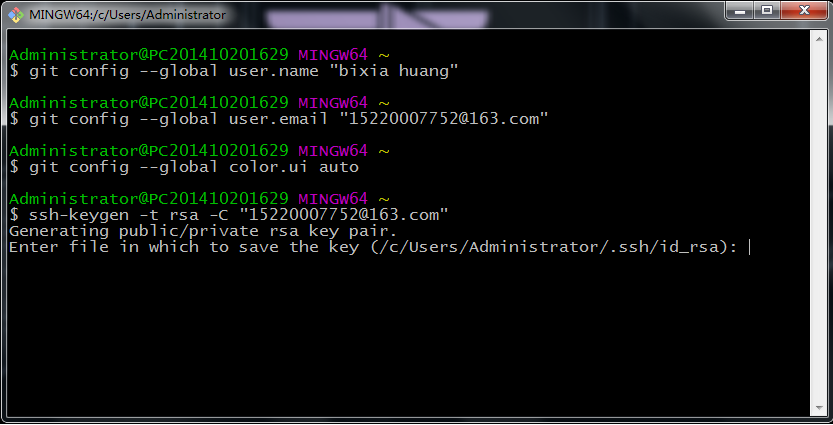 MINGW64:/c/Users/Administrator
Administrator@PC201410201629 MINGW64 ~
$ git config --global user.name "bixia huang"
Administrator@PC201410201629 MINGW64 ~
$ git config --global user.email "15220007752@163.com"
Administrator@PC201410201629 MINGW64 ~
$ git config --global color.ui auto
Administrator@PC201410201629 MINGW64 ~
$ ssh-keygen -t rsa -C "15220007752@163.com"
Generating public/private rsa key pair.
Enter file in which to save the key (/c/Users/Administrator/.ssh/id_rsa):